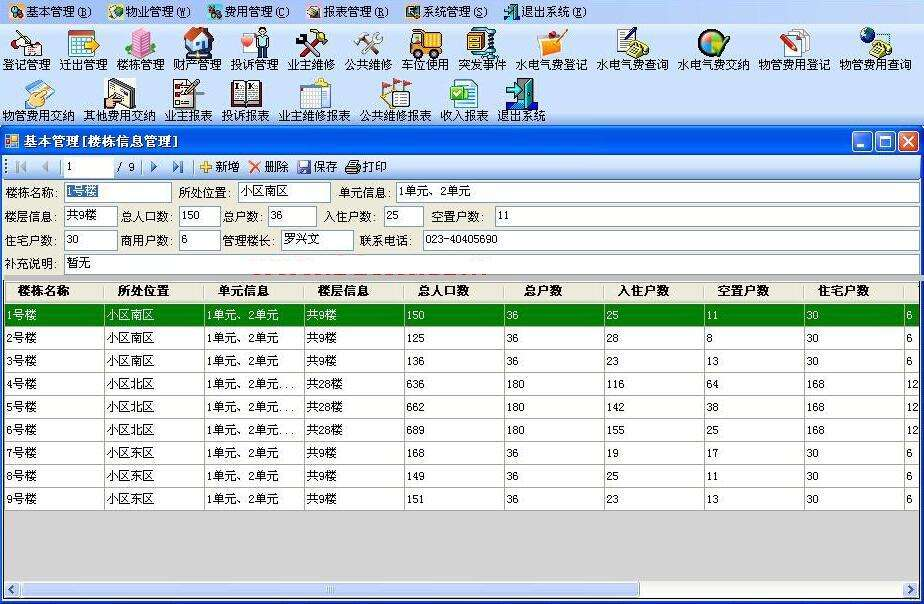 基本管理(B) 物业管理(W) 费用管理(C) 报表管理(R) 系统管理(S) 退出系统(E)
登记管理 迁出管理 楼栋管理 财产管理 投诉管理 业主维修 公共维修 车位使用 突发事件 水电气费登记 水电气费查询 水电气费交纳 物管费用登记 物管费用查询
物管费用交纳 其他费用交纳 业主报表 投诉报表 业主维修报表 公共维修报表 收入报表 退出系统
基本管理[楼栋信息管理]
1 / 9 新增 删除 保存 打印
楼栋名称: 1号楼 所处位置: 小区南区 单元信息: 1单元、2单元
楼层信息: 共9楼 总人口数: 150 总户数: 36 入住户数: 25 空置户数: 11
住宅户数: 30 商用户数: 6 管理楼长: 罗兴文 联系电话: 023-40405690
补充说明: 暂无
楼栋名称 所处位置 单元信息 楼层信息 总人口数 总户数 入住户数 空置户数 住宅户数
1号楼 小区南区 1单元、2单元 共9楼 150 36 25 11 30 6
2号楼 小区南区 1单元、2单元 共9楼 125 36 28 8 30 6
3号楼 小区南区 1单元、2单元 共9楼 136 36 23 13 30 6
4号楼 小区北区 1单元、2单元... 共28楼 636 180 116 64 168 12
5号楼 小区北区 1单元、2单元... 共28楼 662 180 142 38 168 12
6号楼 小区北区 1单元、2单元... 共28楼 689 180 155 25 168 12
7号楼 小区东区 1单元、2单元 共9楼 168 36 19 17 30 6
8号楼 小区东区 1单元、2单元 共9楼 149 36 25 11 30 6
9号楼 小区东区 1单元、2单元 共9楼 151 36 23 13 30 6